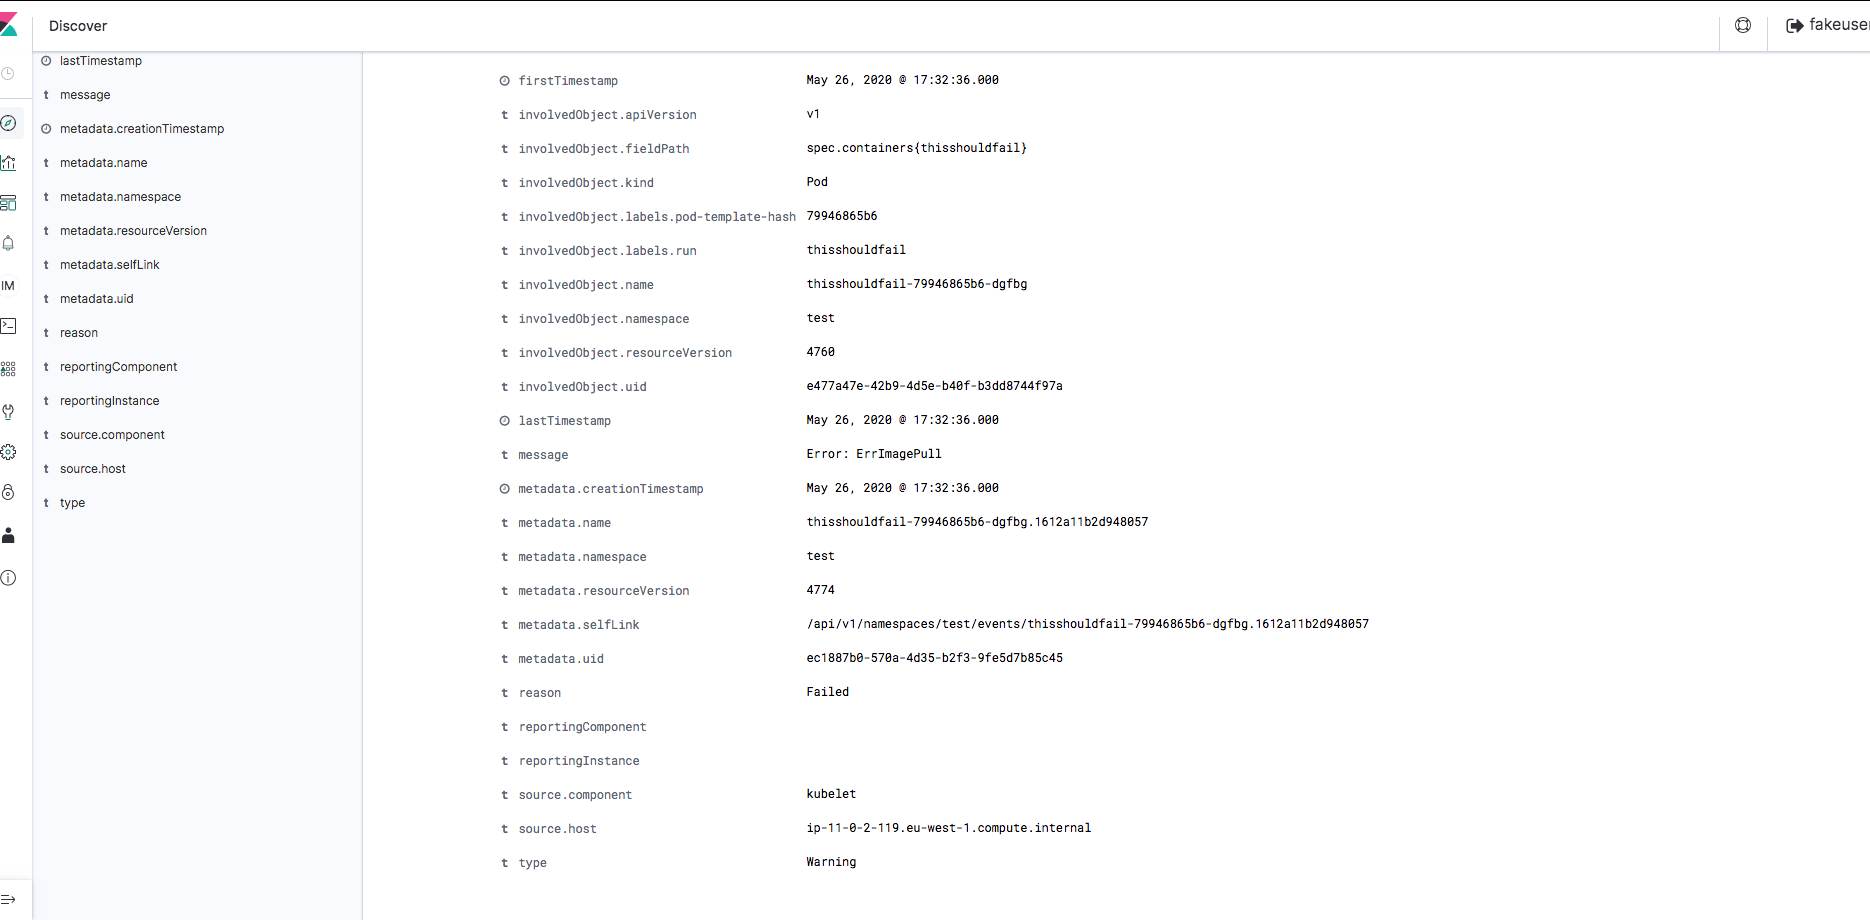 Discover
fakeuser
lastTimestamp
t message
metadata.creationTimestamp
t metadata.name
t metadata.namespace
t metadata.resourceVersion
t metadata.selfLink
t metadata.uid
t reason
t reportingComponent
t reportingInstance
t source.component
t source.host
t type
IM
firstTimestamp May 26, 2020 @ 17:32:36.000
t involvedObject.apiVersion v1
t involvedObject.fieldPath spec.containers{thisshouldfail}
t involvedObject.kind Pod
t involvedObject.labels.pod-template-hash 79946865b6
t involvedObject.labels.run thisshouldfail
t involvedObject.name thisshouldfail-79946865b6-dgfbg
t involvedObject.namespace test
t involvedObject.resourceVersion 4760
t involvedObject.uid e477a47e-42b9-4d5e-b40f-b3dd8744f97a
lastTimestamp May 26, 2020 @ 17:32:36.000
t message Error: ErrImagePull
metadata.creationTimestamp May 26, 2020 @ 17:32:36.000
t metadata.name thisshouldfail-79946865b6-dgfbg.1612a11b2d948057
t metadata.namespace test
t metadata.resourceVersion 4774
t metadata.selfLink /api/v1/namespaces/test/events/thisshouldfail-79946865b6-dgfbg.1612a11b2d948057
t metadata.uid ec1887b0-570a-4d35-b2f3-9fe5d7b85c45
t reason Failed
t reportingComponent
t reportingInstance
t source.component kubelet
t source.host ip-11-0-2-119.eu-west-1.compute.internal
t type Warning